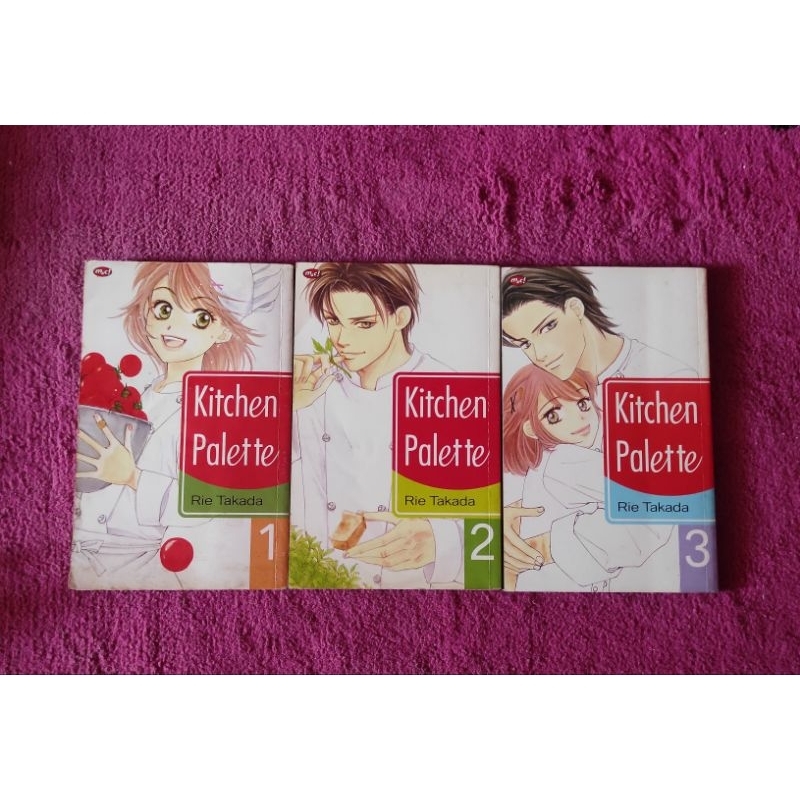 m&c!
Kitchen
Palette
Rie Takada
1
m&c!
Kitchen
Palette
Rie Takada
2
m&c!
Kitchen
Palette
Rie Takada
3